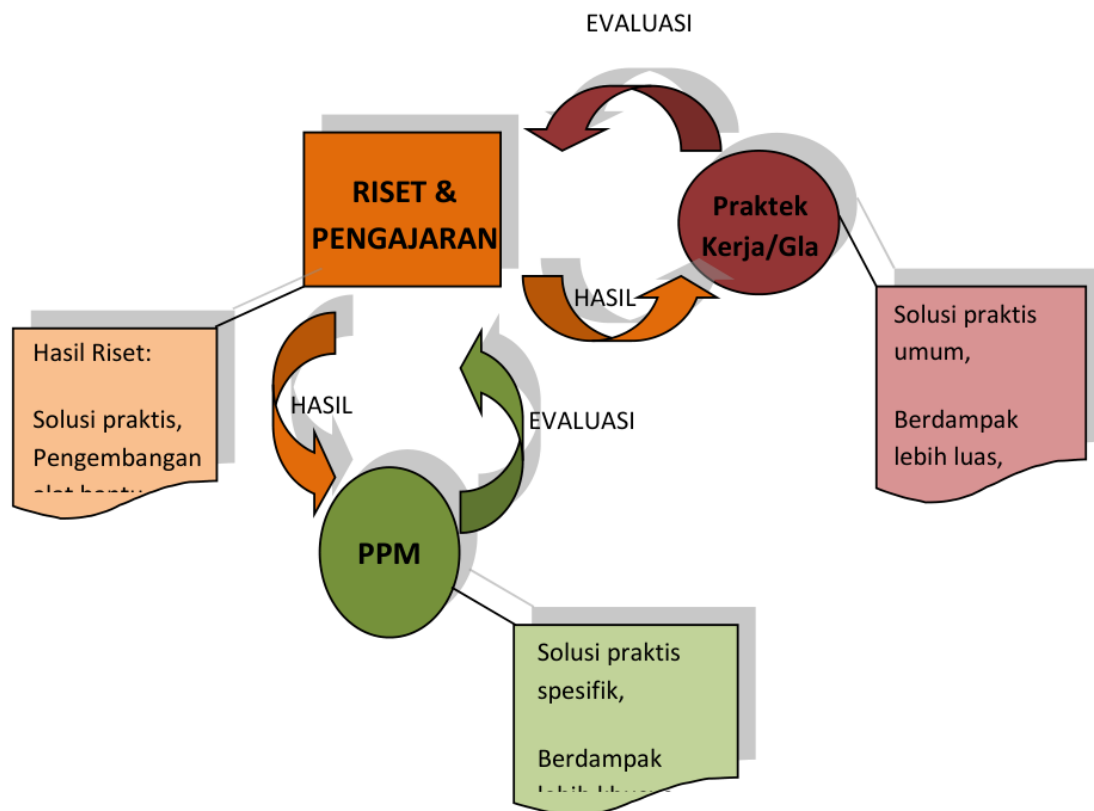 EVALUASI
RISET &
PENGAJARAN
Praktek
Kerja/Gla
HASIL
Solusi praktis
umum,
Berdampak
lebih luas,
Hasil Riset:
Solusi praktis,
Pengembangan
HASIL
EVALUASI
PPM
Solusi praktis
spesifik,
Berdampak